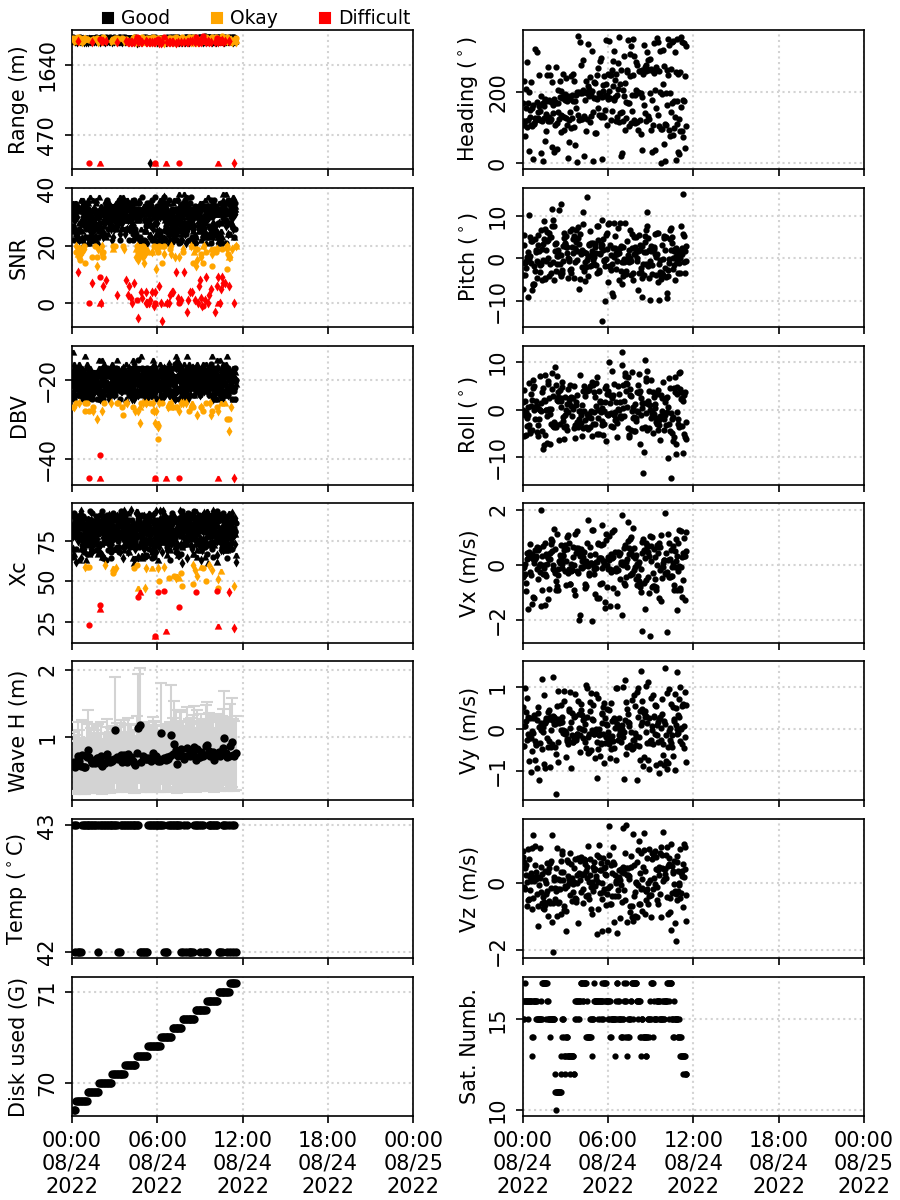 Good Okay Difficult
Range (m)
1640
470
Heading (°)
200
0
SNR
40
20
0
Pitch (°)
10
0
−10
DBV
−20
−40
Roll (°)
10
0
−10
Xc
75
50
25
Vx (m/s)
2
0
−2
Wave H (m)
2
1
Vy (m/s)
1
0
−1
Temp (°C)
43
42
Vz (m/s)
0
−2
Disk used (G)
71
70
Sat. Numb.
15
10
00:00 06:00 12:00 18:00 00:00
08/24 08/24 08/24 08/24 08/25
2022 2022 2022 2022 2022
00:00 06:00 12:00 18:00 00:00
08/24 08/24 08/24 08/24 08/25
2022 2022 2022 2022 2022